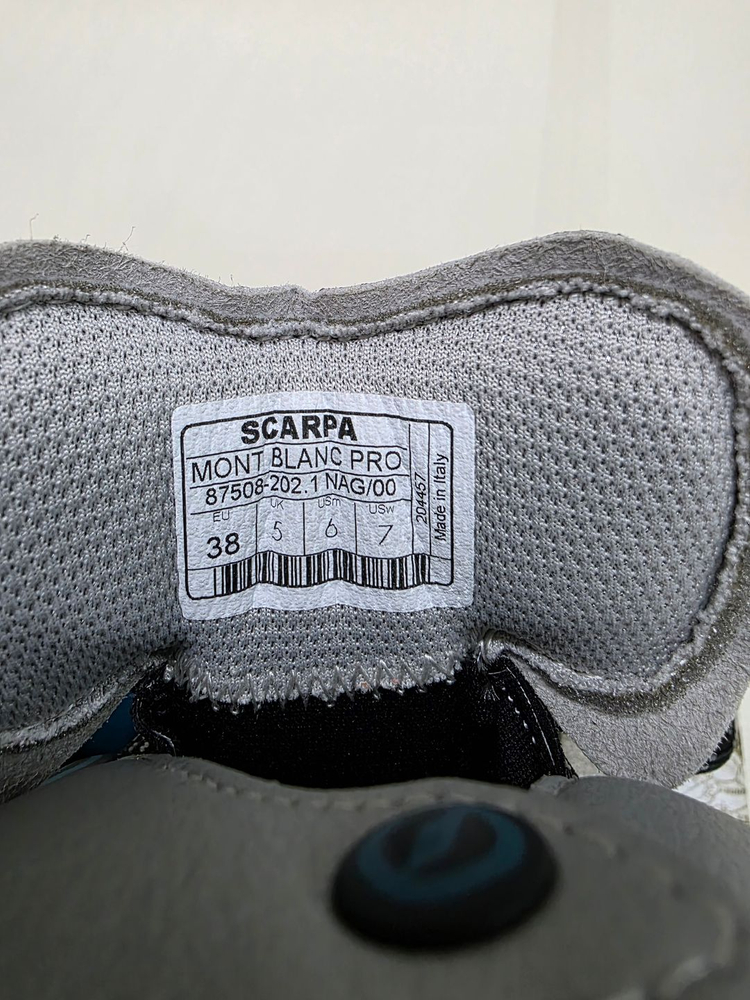 SCARPA
MONT BLANC PRO
87508-202.1 NAG/00
EU UK USm USw
38 5 6 7
204457
Made in Italy